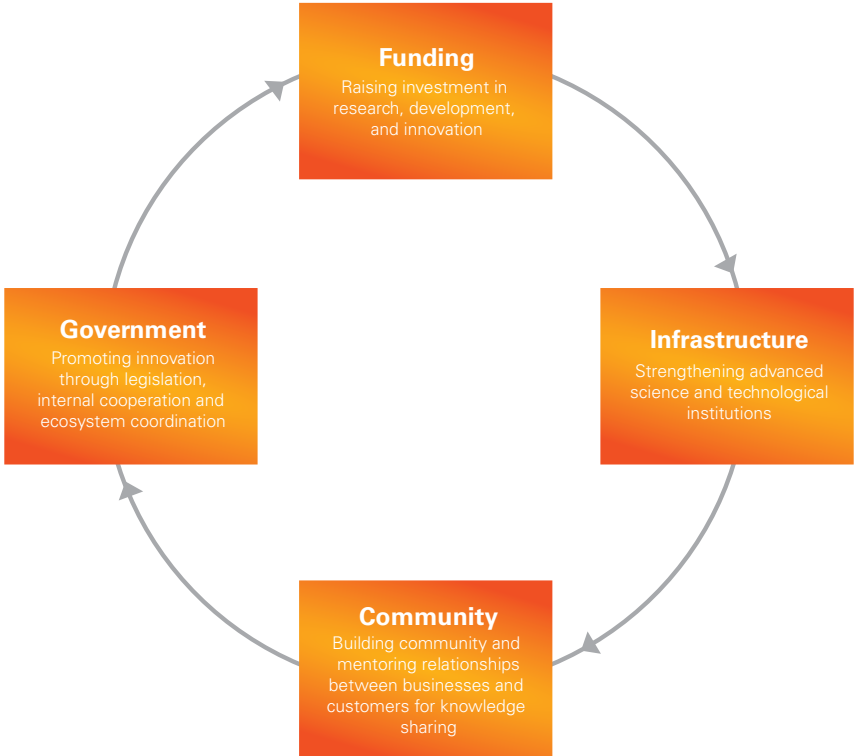 Funding
Raising investment in
research, development,
and innovation
Government
Promoting innovation
through legislation,
internal cooperation and
ecosystem coordination
Infrastructure
Strengthening advanced
science and technological
institutions
Community
Building community and
mentoring relationships
between businesses and
customers for knowledge
sharing